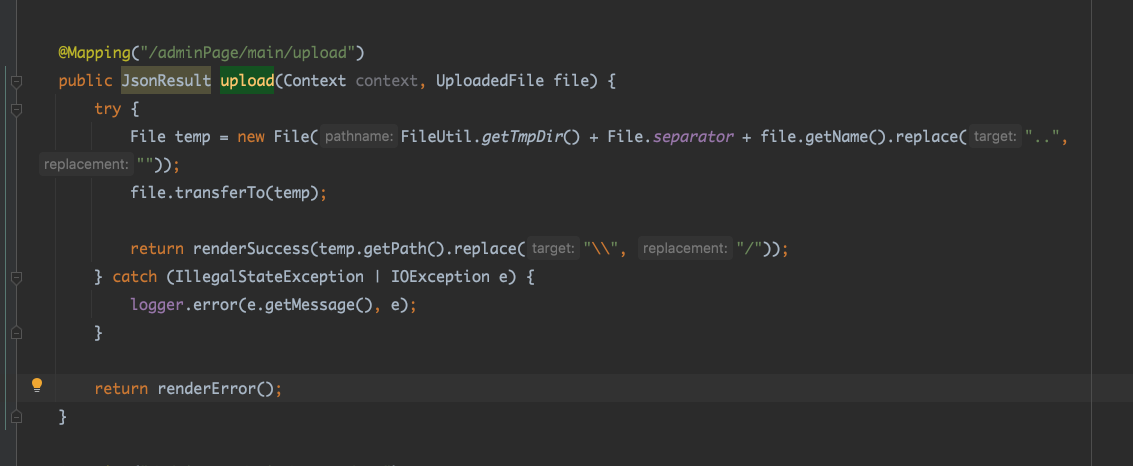 @Mapping("/adminPage/main/upload")
public JsonResult upload(Context context, UploadedFile file) {
try {
File temp = new File( pathname: FileUtil.getTmpDir() + File.separator + file.getName().replace( target: "..",
replacement: ""));
file.transferTo(temp);
return renderSuccess(temp.getPath().replace( target: "\\", replacement: "/"));
} catch (IllegalStateException | IOException e) {
logger.error(e.getMessage(), e);
}
return renderError();
}